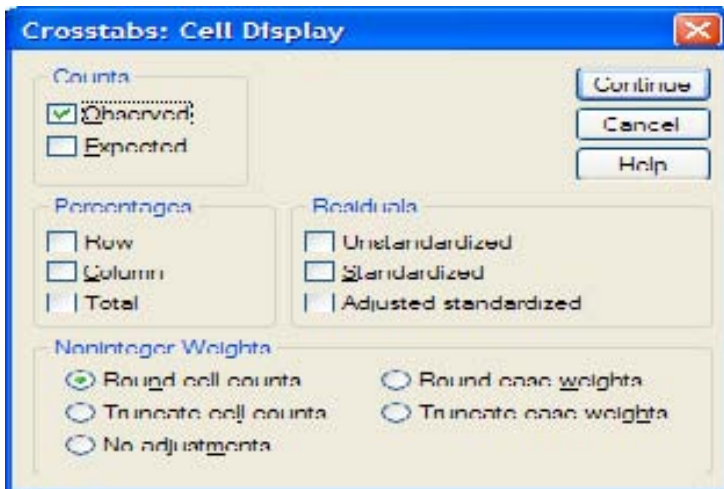 Crosstabs: Cell Display
Counts
Observed
Expected
Continue
Cancel
Help
Percentages
Row
Column
Total
Residuals
Unstandardized
Standardized
Adjusted standardized
Noninteger Weights
Round cell counts
Round case weights
Truncate cell counts
Truncate case weights
No adjustments